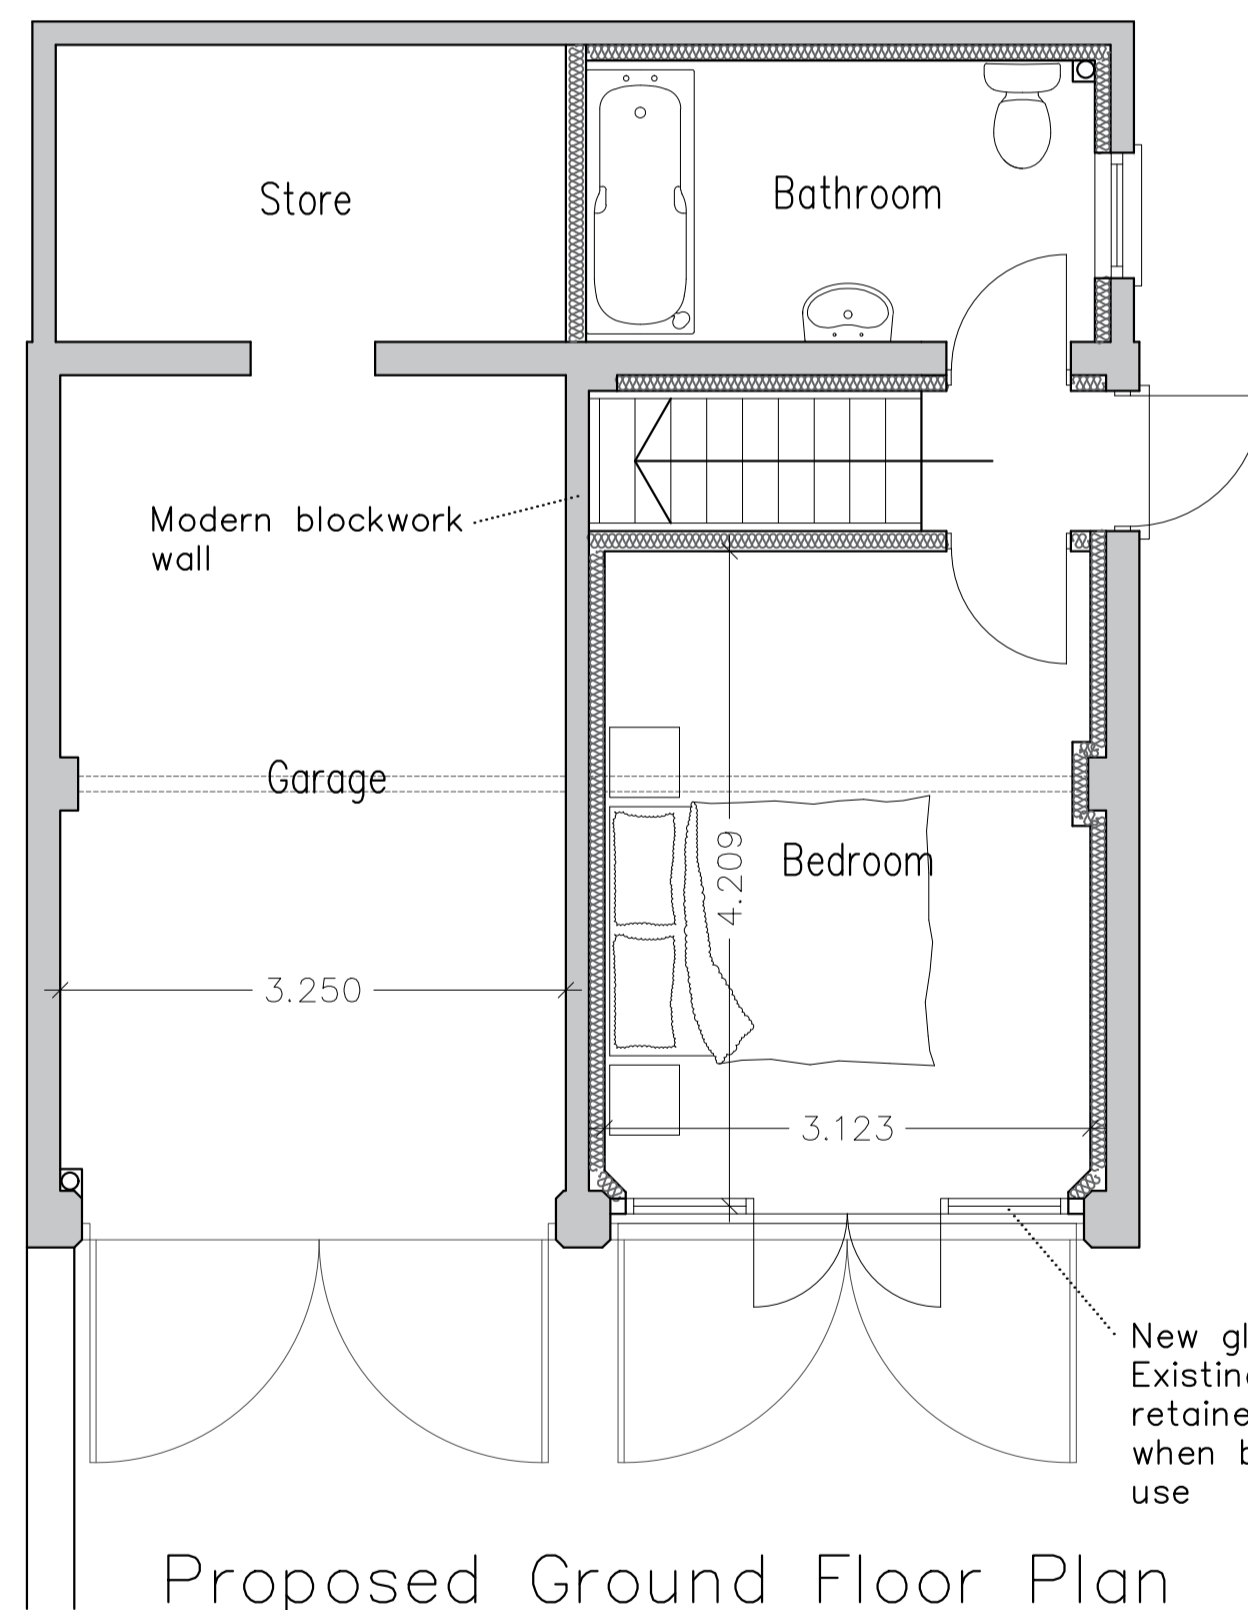 Store
Bathroom
Modern blockwork
wall
Garage
Bedroom
4.209
3.250
3.123
New gl
Existing
retaine
when b
use
Proposed Ground Floor Plan